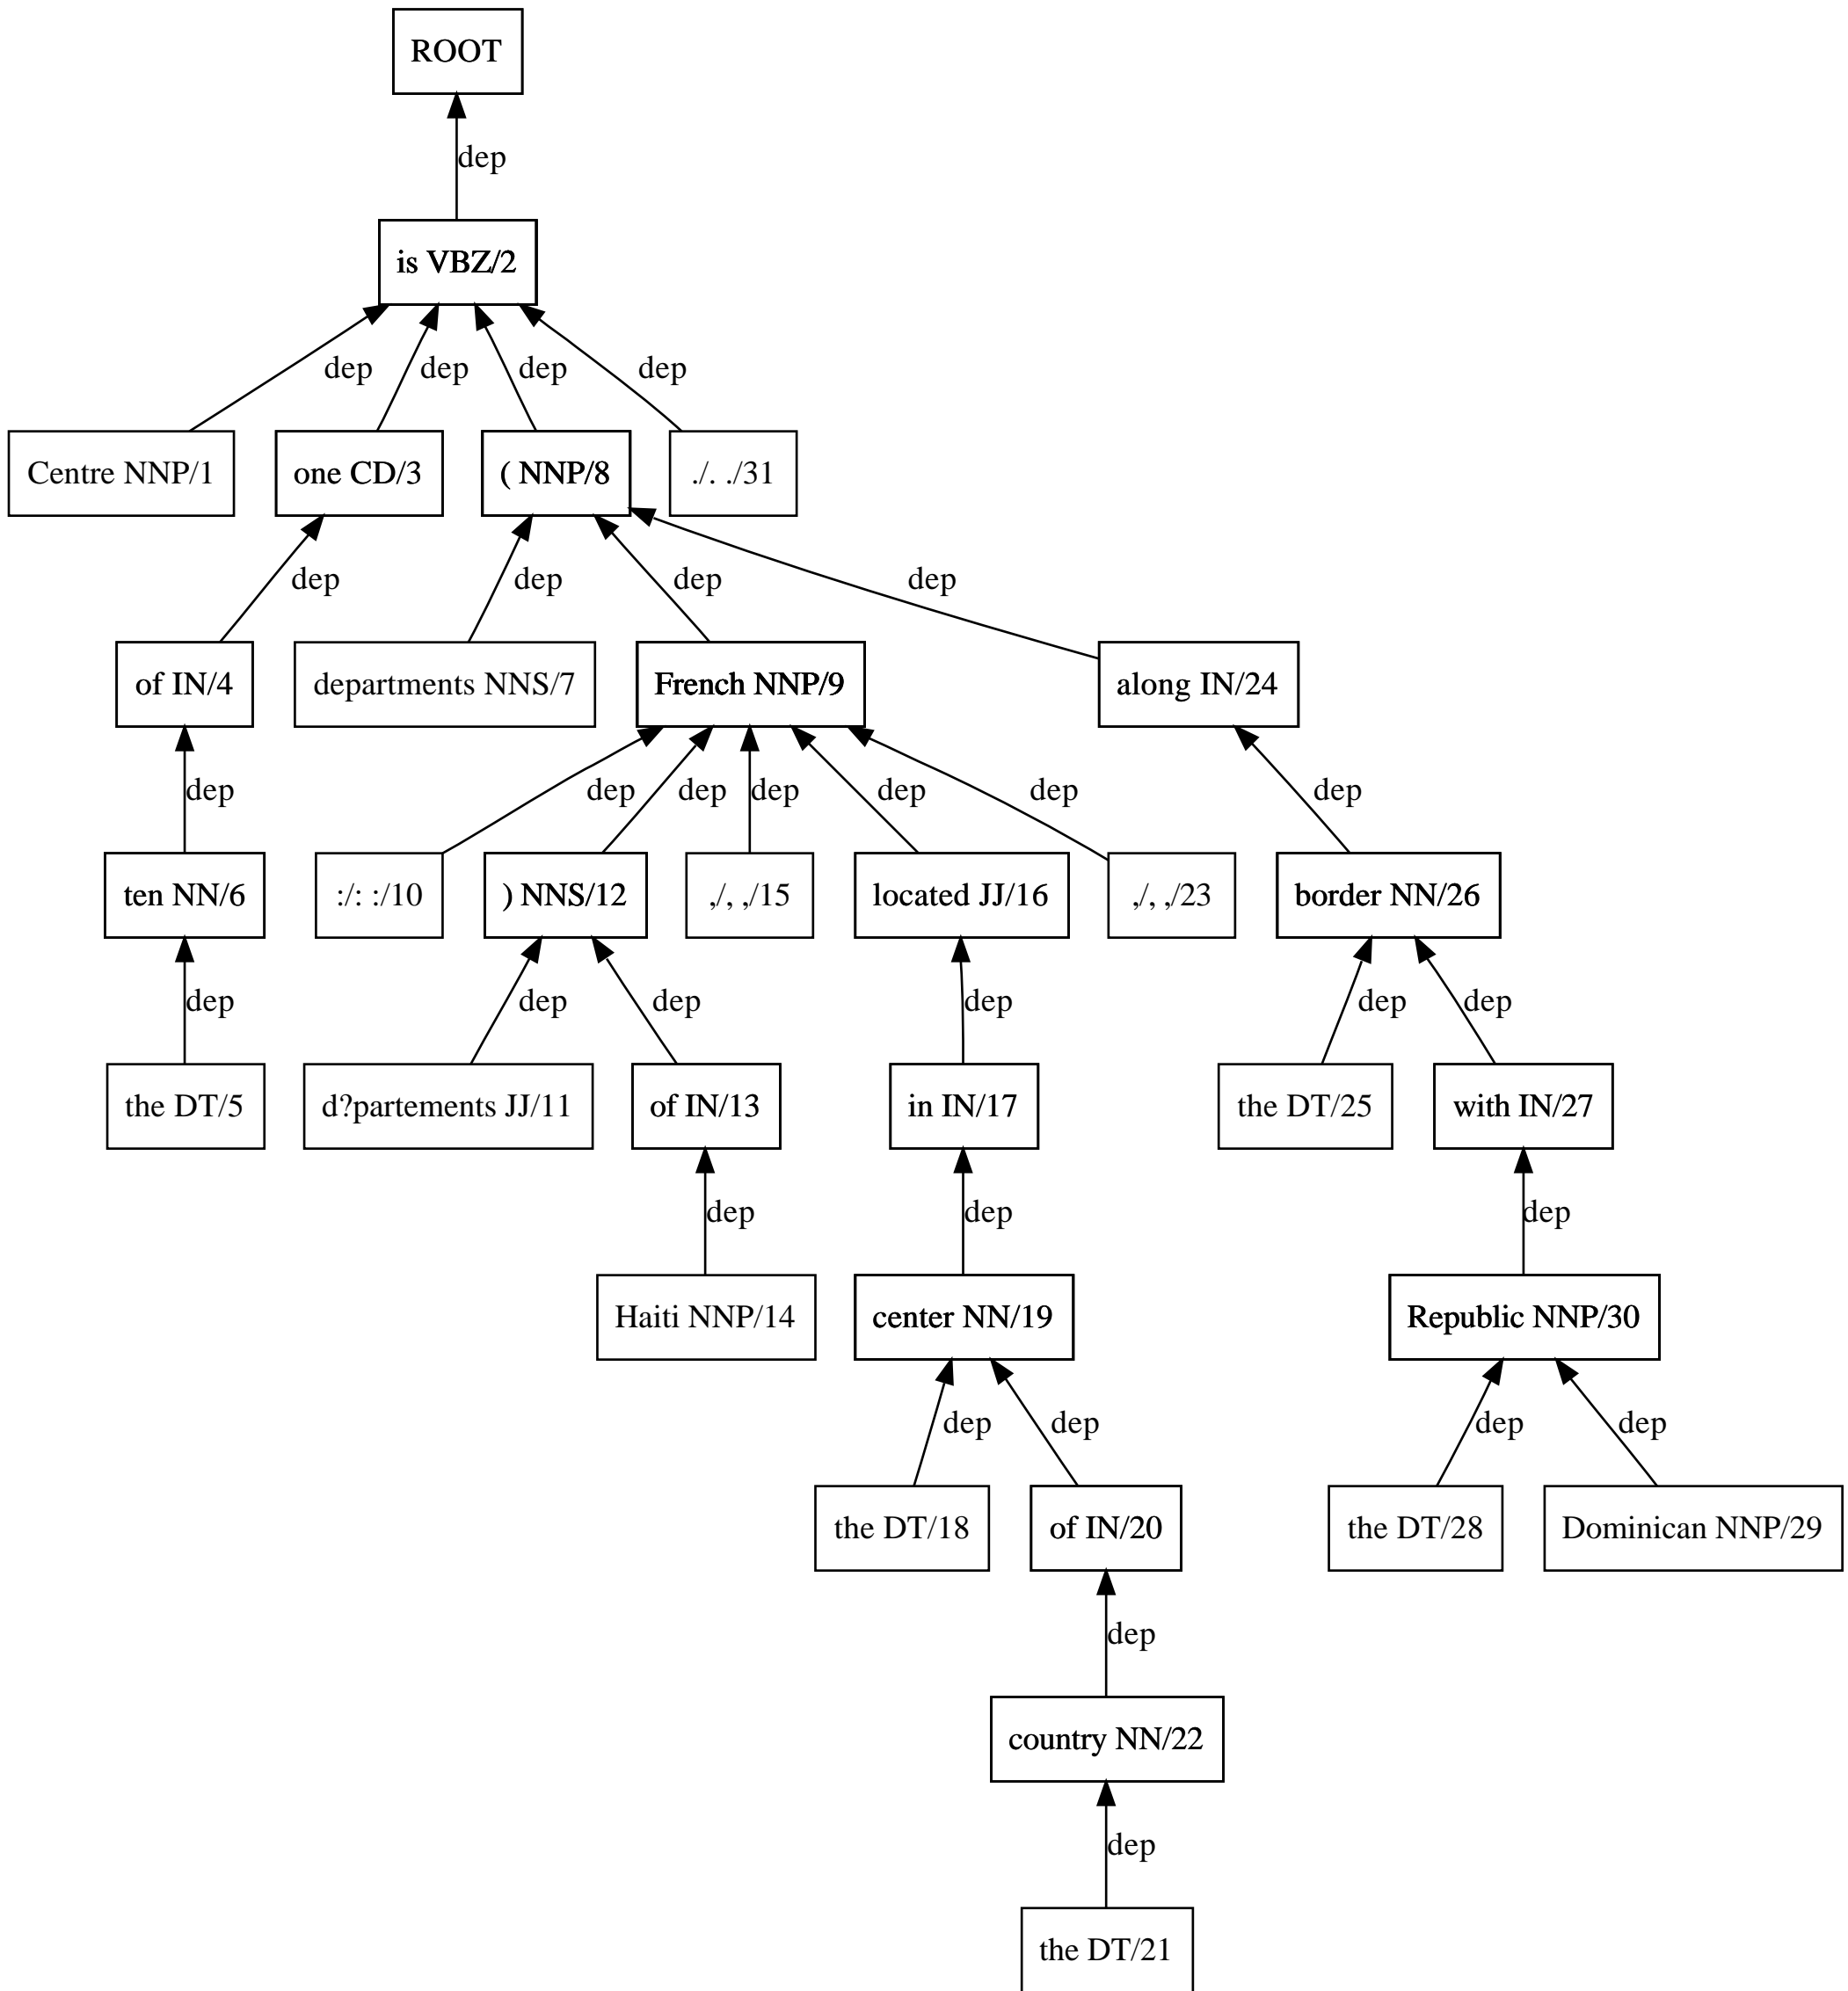 ROOT
dep
is VBZ/2
dep dep dep dep
Centre NNP/1 one CD/3 ( NNP/8 ./. ./31
dep dep dep dep
of IN/4 departments NNS/7 French NNP/9 along IN/24
dep dep dep dep dep dep dep
ten NN/6 :/: :/10 ) NNS/12 ,/, ,/15 located JJ/16 ,/, ,/23 border NN/26
dep dep dep dep dep dep
the DT/5 d?partements JJ/11 of IN/13 in IN/17 the DT/25 with IN/27
dep dep dep
Haiti NNP/14 center NN/19 Republic NNP/30
dep dep dep dep
the DT/18 of IN/20 the DT/28 Dominican NNP/29
dep
country NN/22
dep
the DT/21